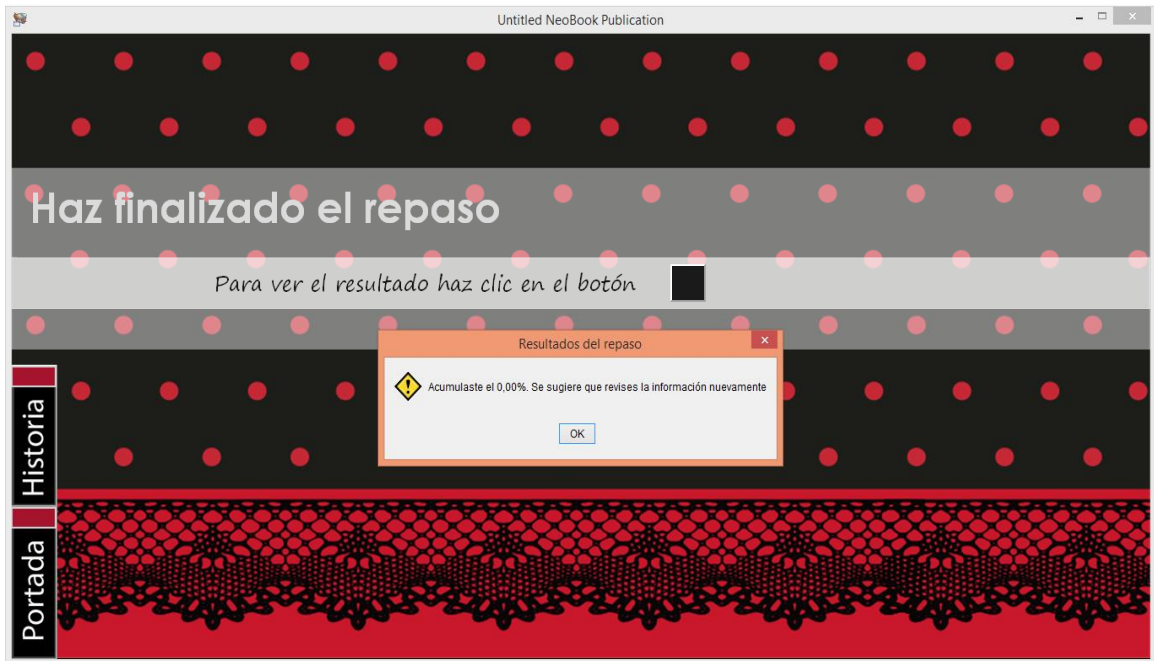 Untitled NeoBook Publication
Haz finalizado el repaso
Para ver el resultado haz clic en el botón
Resultados del repaso
Acumulaste el 0,00%. Se sugiere que revises la información nuevamente
OK
Historia
Portada